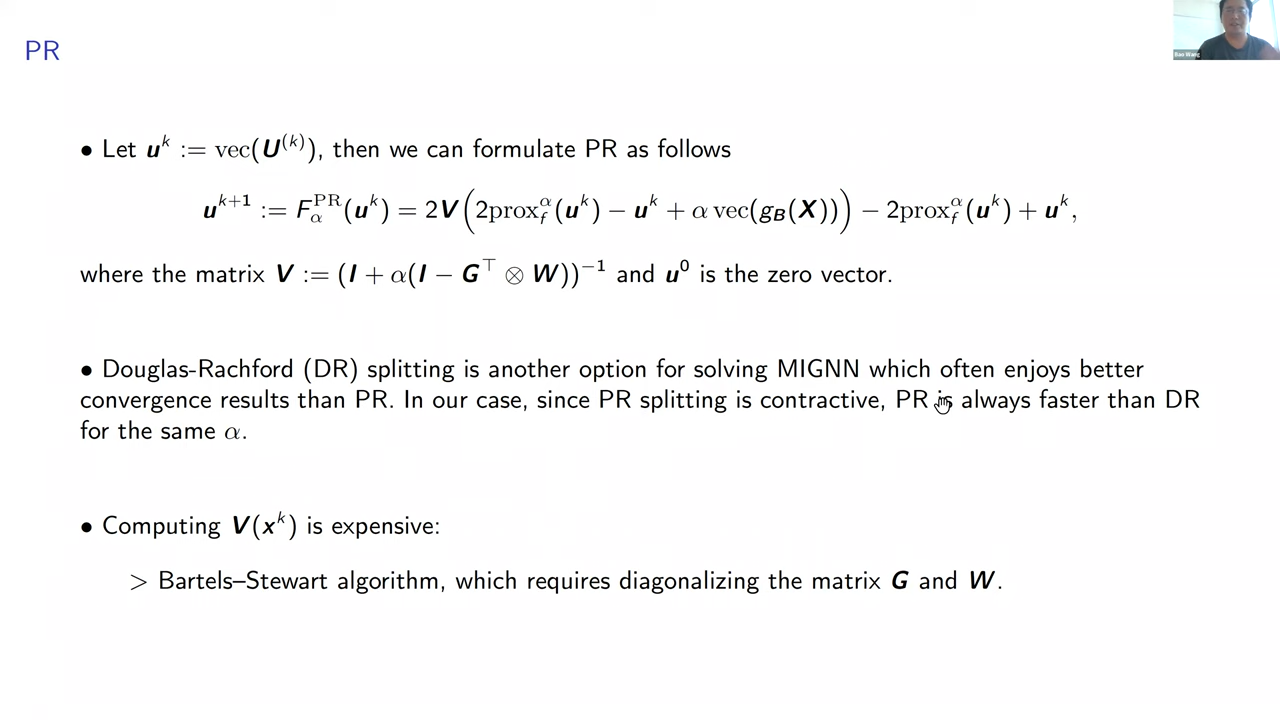 PR
Bao Wang
• Let u^k := vec(U^(k)), then we can formulate PR as follows
u^{k+1} := F_α^{PR}(u^k) = 2V(2prox_f^α(u^k) − u^k + α vec(g_B(X))) − 2prox_f^α(u^k) + u^k,
where the matrix V := (I + α(I − G^⊤ ⊗ W))^{−1} and u^0 is the zero vector.
• Douglas-Rachford (DR) splitting is another option for solving MIGNN which often enjoys better
convergence results than PR. In our case, since PR splitting is contractive, PR is always faster than DR
for the same α.
• Computing V(x^k) is expensive:
> Bartels–Stewart algorithm, which requires diagonalizing the matrix G and W.